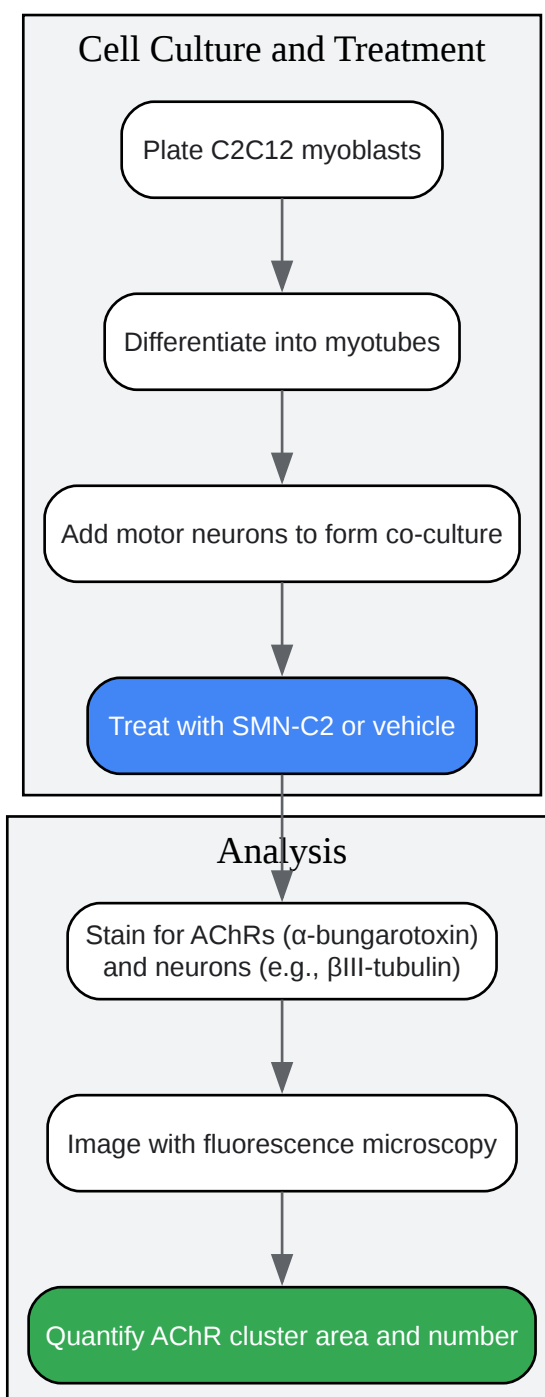 Cell Culture and Treatment
Plate C2C12 myoblasts
Differentiate into myotubes
Add motor neurons to form co-culture
Treat with SMN-C2 or vehicle
Analysis
Stain for AChRs (α-bungarotoxin)
and neurons (e.g., βIII-tubulin)
Image with fluorescence microscopy
Quantify AChR cluster area and number